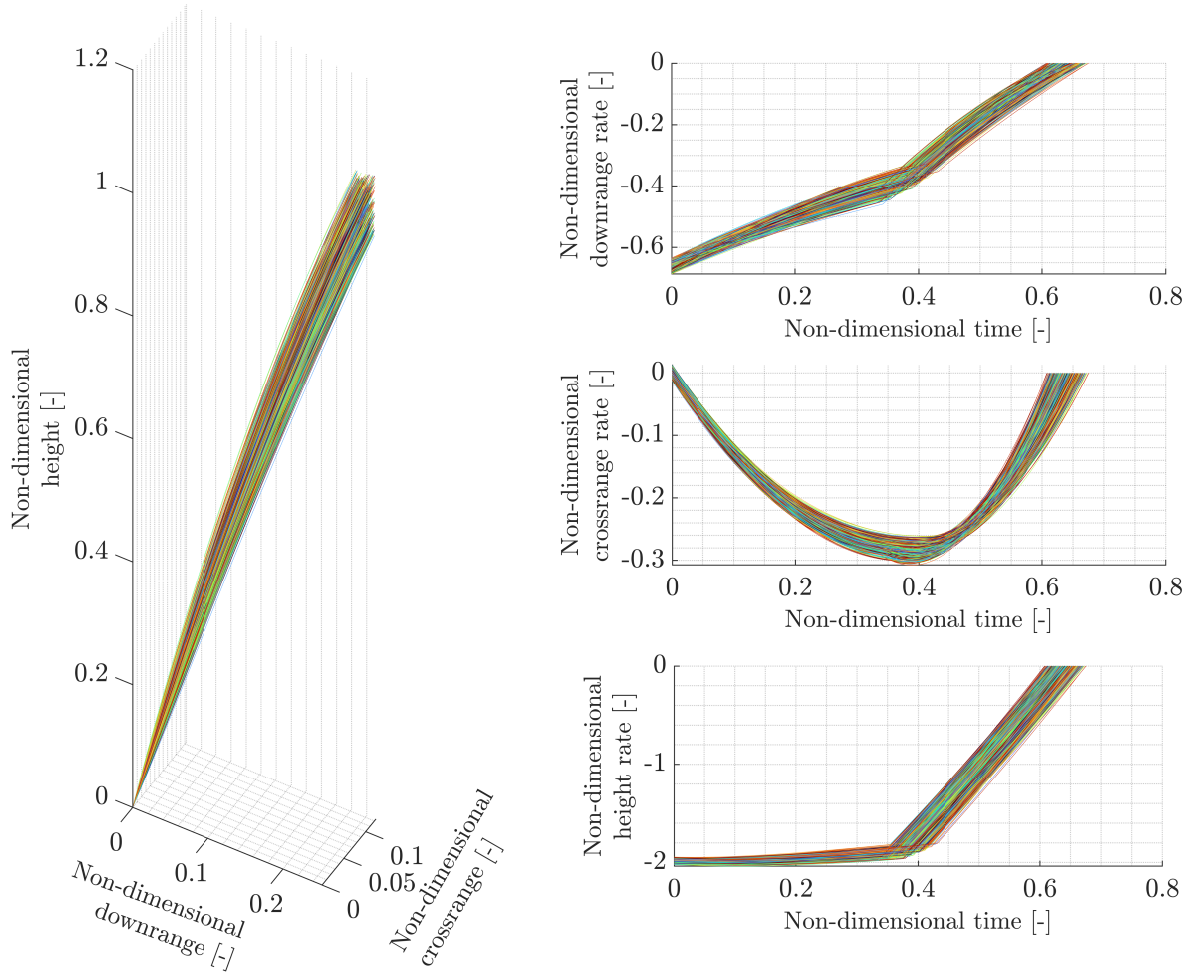 1.2
1
0.8
0.6
0.4
0.2
0
Non-dimensional
height [-]
0
0.1
0.2
Non-dimensional
downrange [-]
0
0.05
0.1
Non-dimensional
crossrange [-]
0
-0.2
-0.4
-0.6
Non-dimensional
downrange rate [-]
0
0.2
0.4
0.6
0.8
Non-dimensional time [-]
0
-0.1
-0.2
-0.3
Non-dimensional
crossrange rate [-]
0
0.2
0.4
0.6
0.8
Non-dimensional time [-]
0
-1
-2
Non-dimensional
height rate [-]
0
0.2
0.4
0.6
0.8
Non-dimensional time [-]